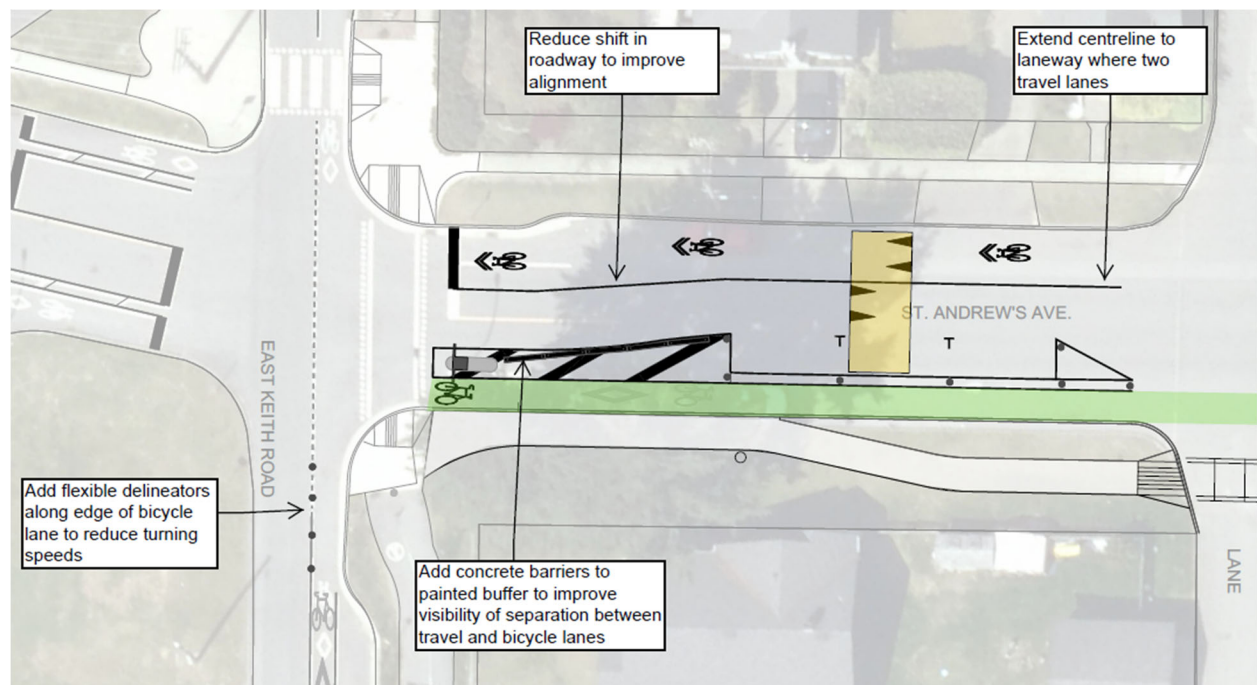 Reduce shift in
roadway to improve
alignment
Extend centreline to
laneway where two
travel lanes
ST. ANDREW'S AVE.
T
T
EAST KEITH ROAD
Add flexible delineators
along edge of bicycle
lane to reduce turning
speeds
Add concrete barriers to
painted buffer to improve
visibility of separation between
travel and bicycle lanes
LANE